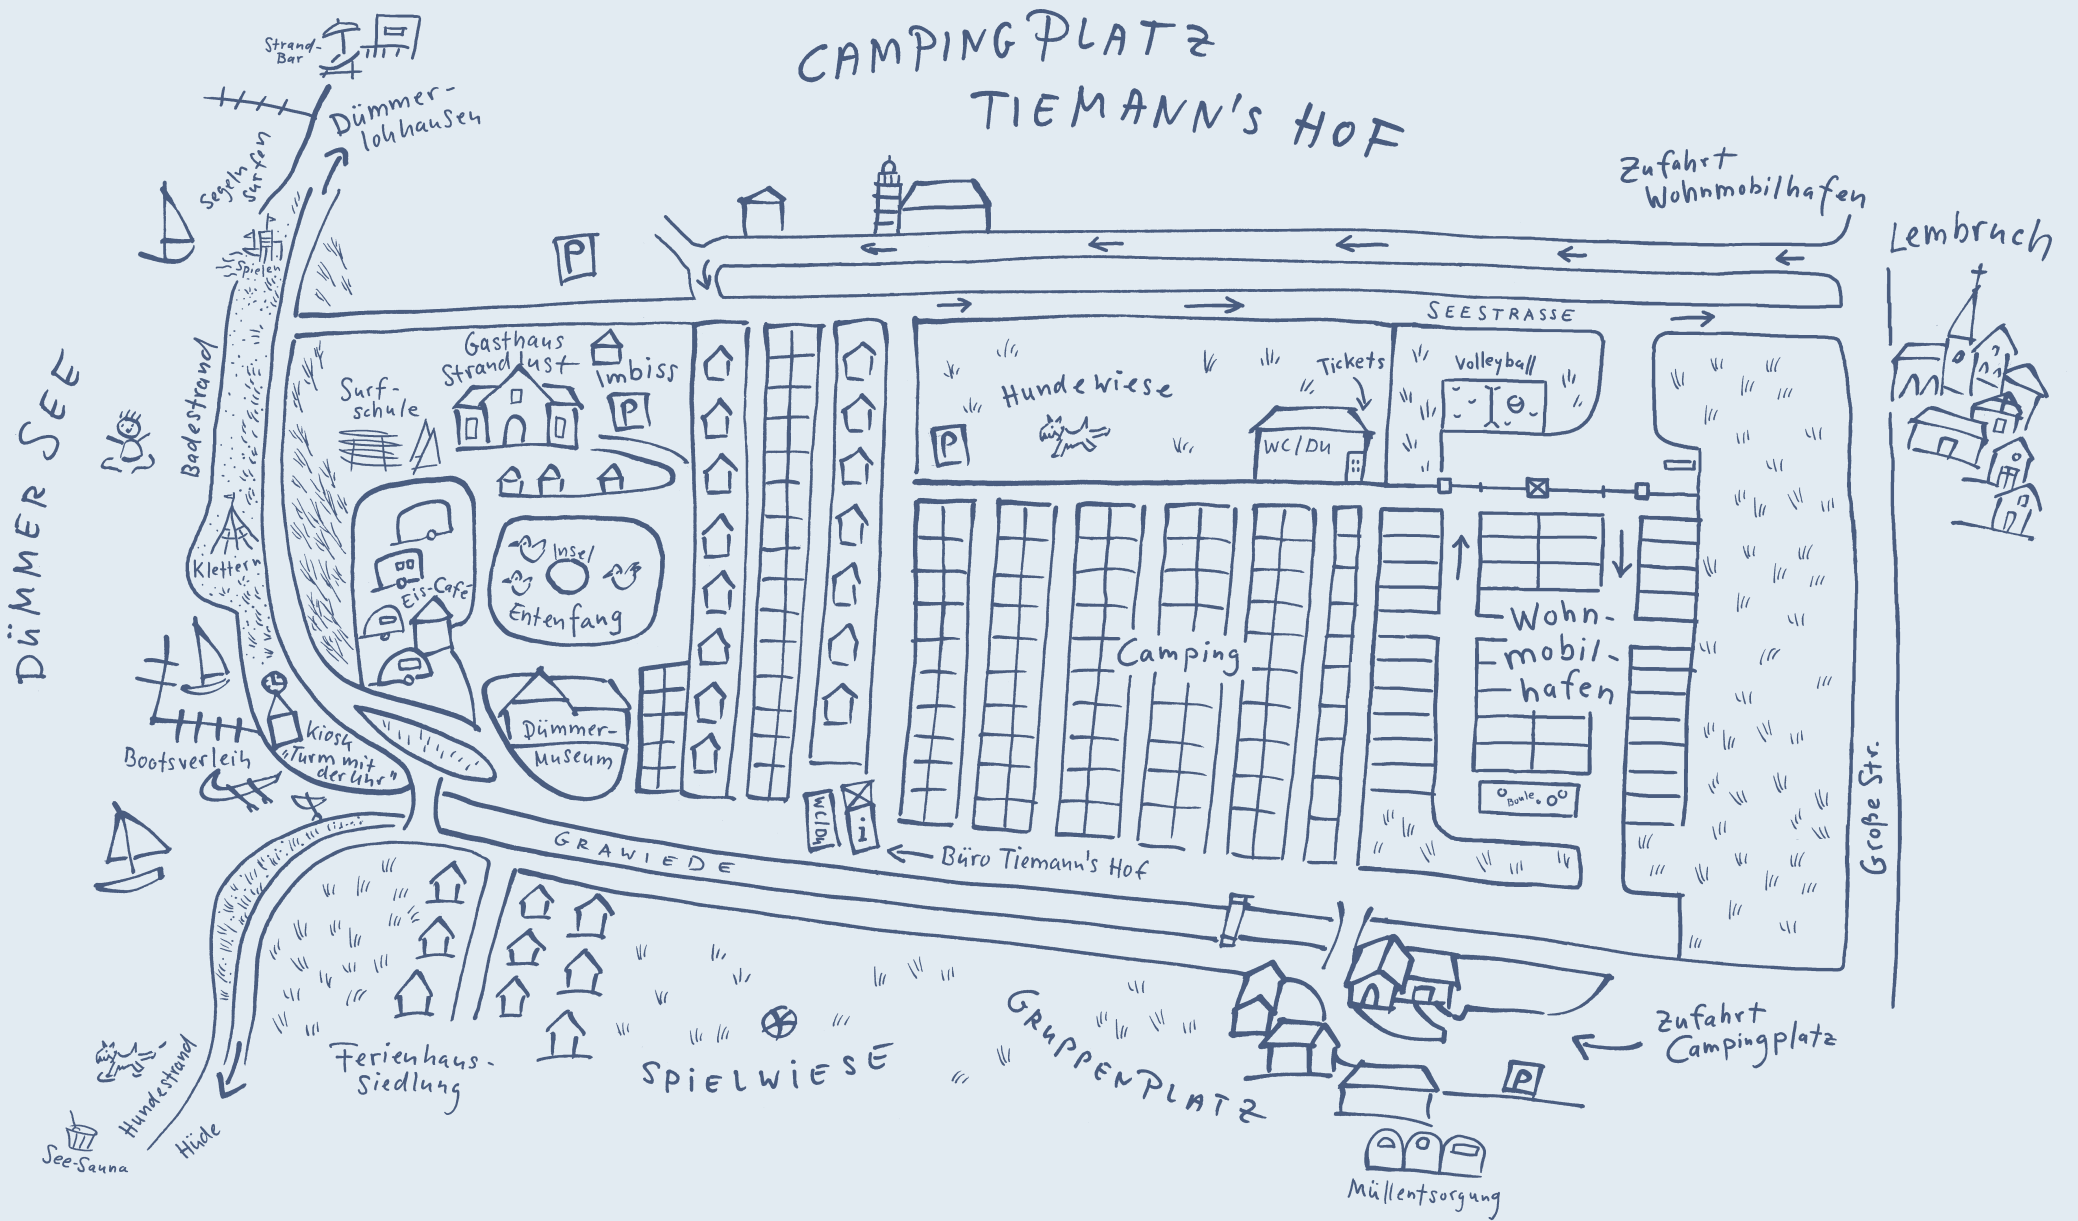 CAMPINGPLATZ
TIEMANN'S HOF
Strand-
Bar
Dümmer-
lohhausen
Segeln
Surfen
Spielen
P
Zufahrt
Wohnmobilhafen
Lembruch
SEESTRASSE
DÜMMER SEE
Badestrand
Klettern
Surf-
schule
Gasthaus
Strandlust
Imbiss
P
Hundewiese
P
Tickets
WC/Du
Volleyball
Eis-Café
Insel
Entenfang
Dümmer-
Museum
Camping
Wohn-
mobil-
hafen
Boule
Große Str.
Kiosk
"Turm mit
der Uhr"
Bootsverleih
WC/Du
i
Büro Tiemann's Hof
GRAWIEDE
Ferienhaus-
siedlung
SPIELWIESE
GRUPPENPLATZ
Zufahrt
Campingplatz
P
Müllentsorgung
Hundestrand
Hüde
See-Sauna